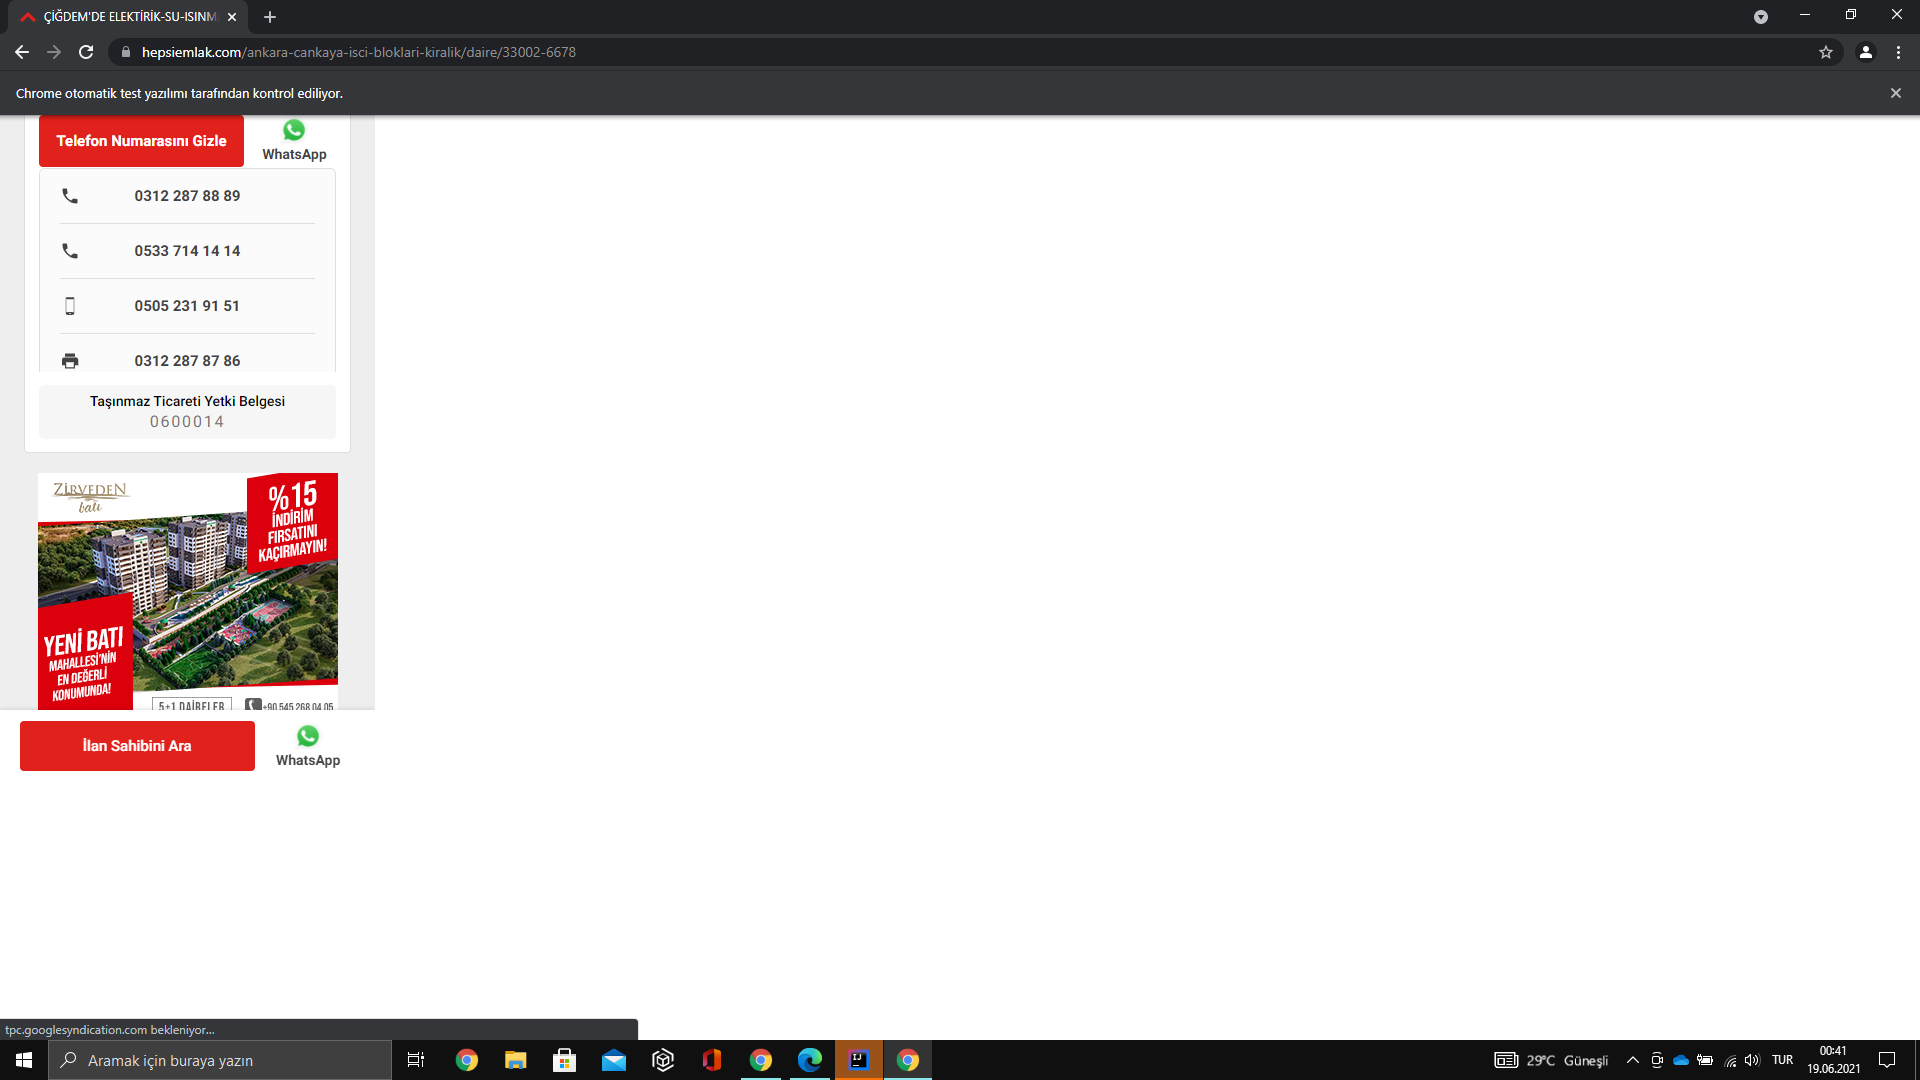 ÇİĞDEM'DE ELEKTİRİK-SU-ISINM
hepsiemlak.com/ankara-cankaya-isci-bloklari-kiralik/daire/33002-6678
Chrome otomatik test yazılımı tarafından kontrol ediliyor.
Telefon Numarasını Gizle
WhatsApp
0312 287 88 89
0533 714 14 14
0505 231 91 51
0312 287 87 86
Taşınmaz Ticareti Yetki Belgesi
0600014
ZİRVEDEN
batı
%15
İNDİRİM
FIRSATINI
KAÇIRMAYIN!
YENİ BATI
MAHALLESİ'NİN
EN DEĞERLİ
KONUMUNDA!
5+1 DAİRELER
+90 545 268 04 05
İlan Sahibini Ara
WhatsApp
tpc.googlesyndication.com bekleniyor...
Aramak için buraya yazın
29°C Güneşli
TUR
00:41
19.06.2021